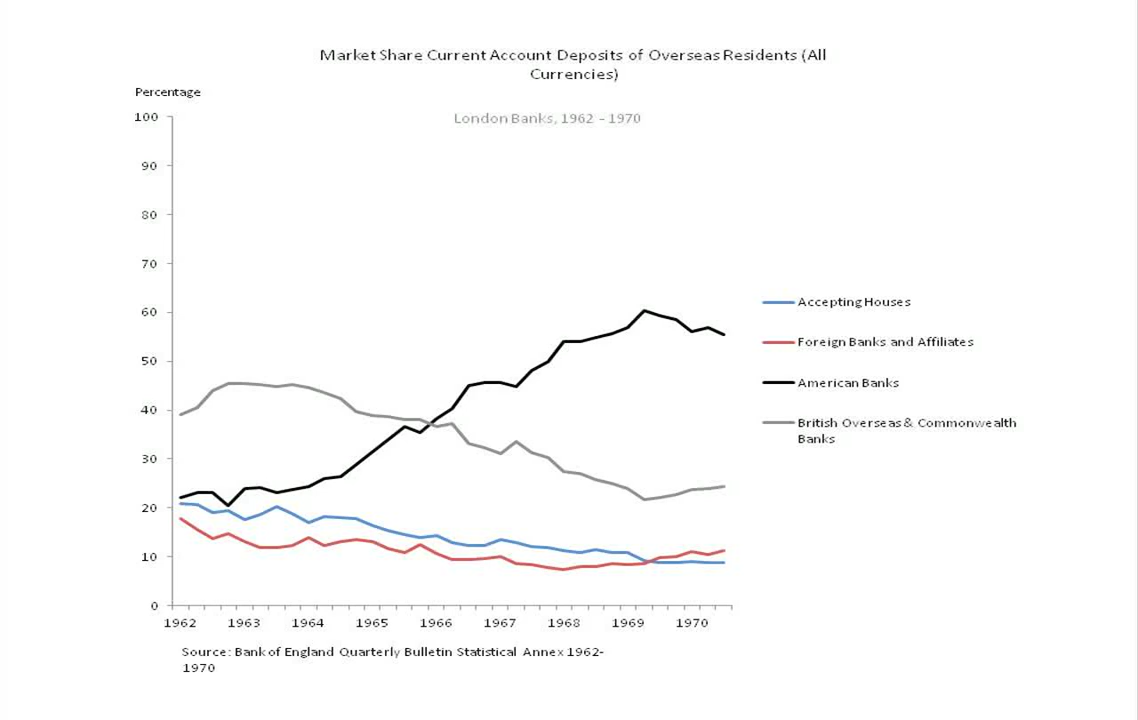 Market Share Current Account Deposits of Overseas Residents (All
Currencies)
Percentage
London Banks, 1962 – 1970
100
90
80
70
60
50
40
30
20
10
0
1962 1963 1964 1965 1966 1967 1968 1969 1970
Accepting Houses
Foreign Banks and Affiliates
American Banks
British Overseas & Commonwealth
Banks
Source: Bank of England Quarterly Bulletin Statistical Annex 1962-
1970